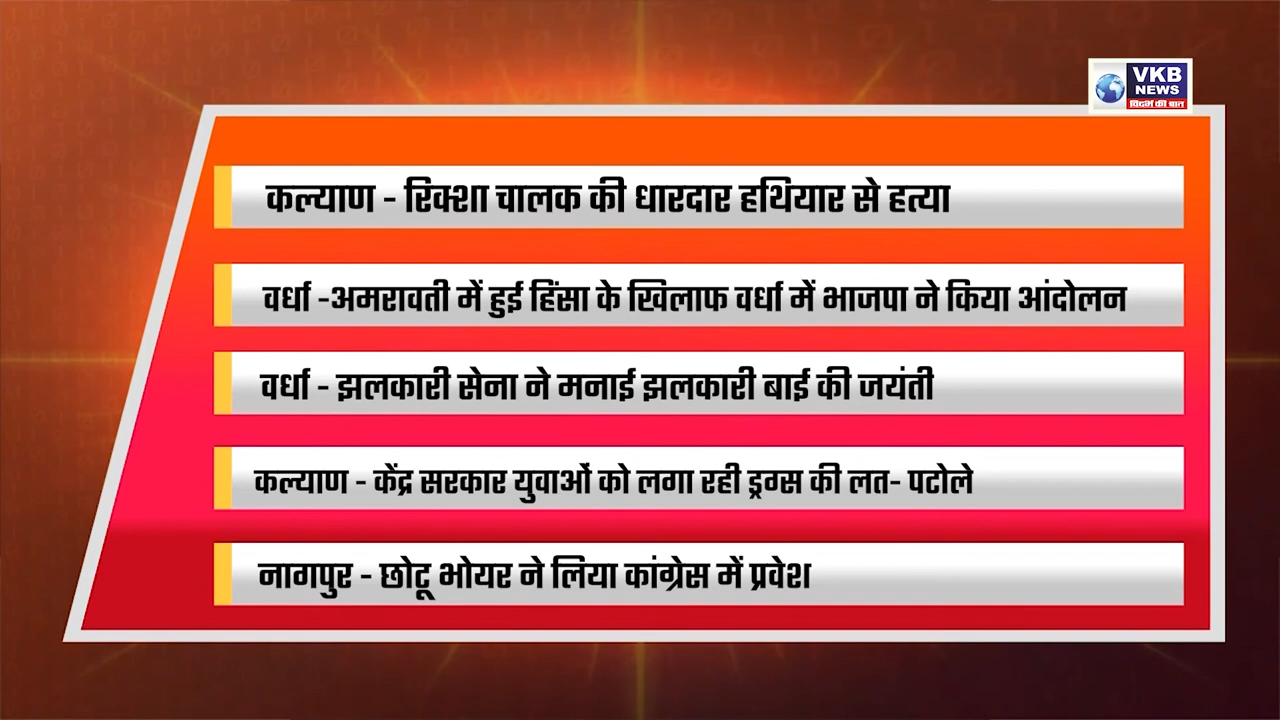 VKB
NEWS
विदर्भ की बात
कल्याण - रिक्शा चालक की धारदार हथियार से हत्या
वर्धा -अमरावती में हुई हिंसा के खिलाफ वर्धा में भाजपा ने किया आंदोलन
वर्धा - झलकारी सेना ने मनाई झलकारी बाई की जयंती
कल्याण - केंद्र सरकार युवाओं को लगा रही ड्रग्स की लत- पटोले
नागपुर - छोटू भोयर ने लिया कांग्रेस में प्रवेश